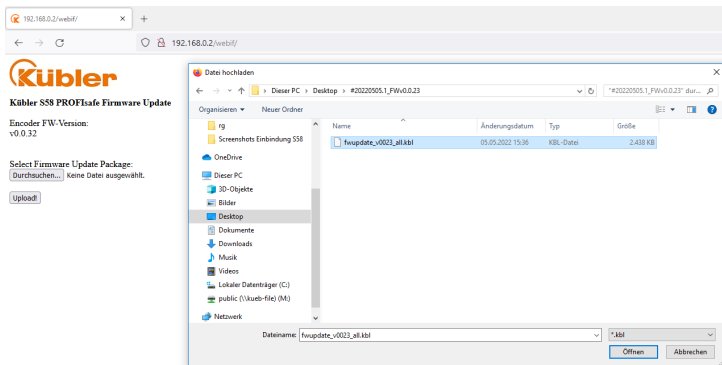 192.168.0.2/webif/
192.168.0.2/webif/
Kübler
Kübler S58 PROFIsafe Firmware Update
Encoder FW-Version:
v0.0.32
Select Firmware Update Package:
Durchsuchen... Keine Datei ausgewählt.
Upload!
Datei hochladen
Dieser PC > Desktop > #20220505.1_FWv0.0.23
"#20220505.1_FWv0.0.23" dur...
Organisieren Neuer Ordner
Name Änderungsdatum Typ Größe
fwupdate_v0023_all.kbl 05.05.2022 15:36 KBL-Datei 2.438 KB
rg
Screenshots Einbindung S58
OneDrive
Dieser PC
3D-Objekte
Bilder
Desktop
Dokumente
Downloads
Musik
Videos
Lokaler Datenträger (C:)
public (\\kueb-file) (M:)
Netzwerk
Dateiname: fwupdate_v0023_all.kbl
*.kbl
Öffnen Abbrechen